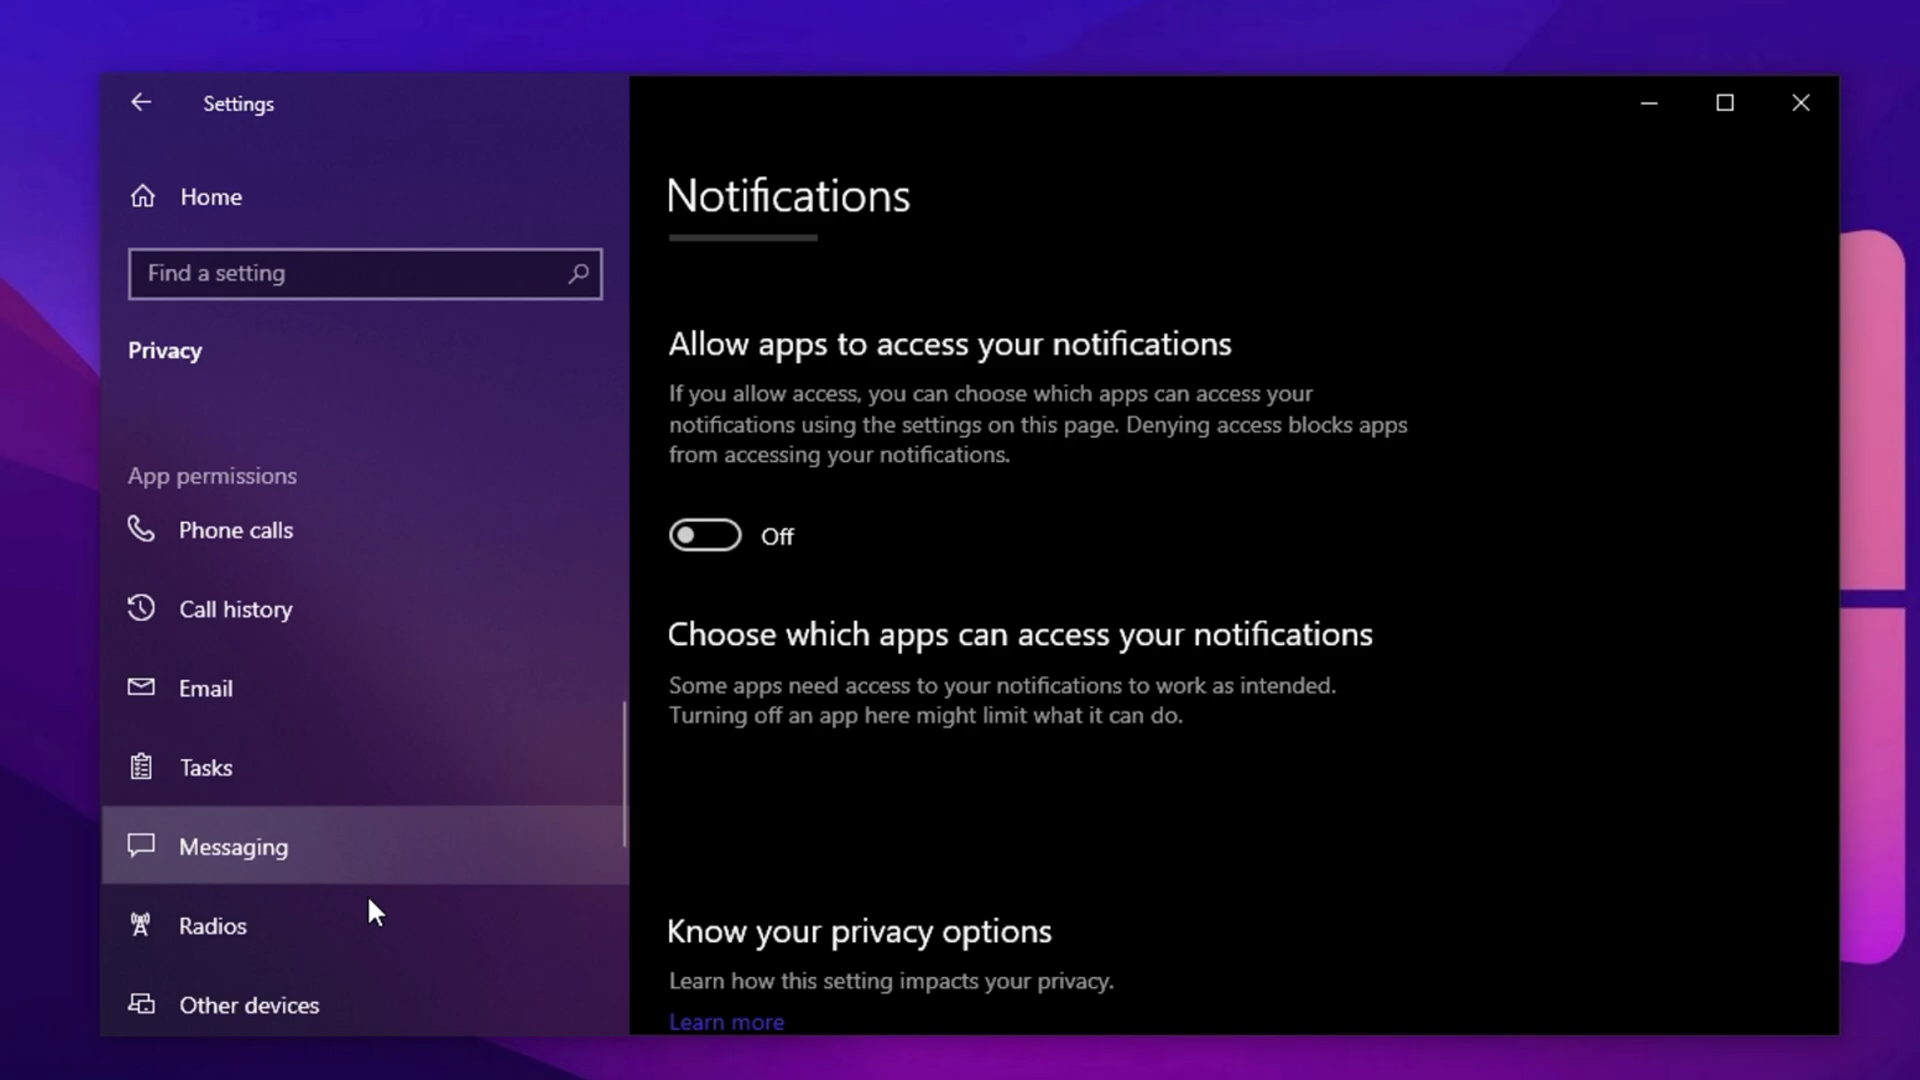 Settings
Home
Find a setting
Privacy
App permissions
Phone calls
Call history
Email
Tasks
Messaging
Radios
Other devices
Notifications
Allow apps to access your notifications
If you allow access, you can choose which apps can access your
notifications using the settings on this page. Denying access blocks apps
from accessing your notifications.
Off
Choose which apps can access your notifications
Some apps need access to your notifications to work as intended.
Turning off an app here might limit what it can do.
Know your privacy options
Learn how this setting impacts your privacy.
Learn more